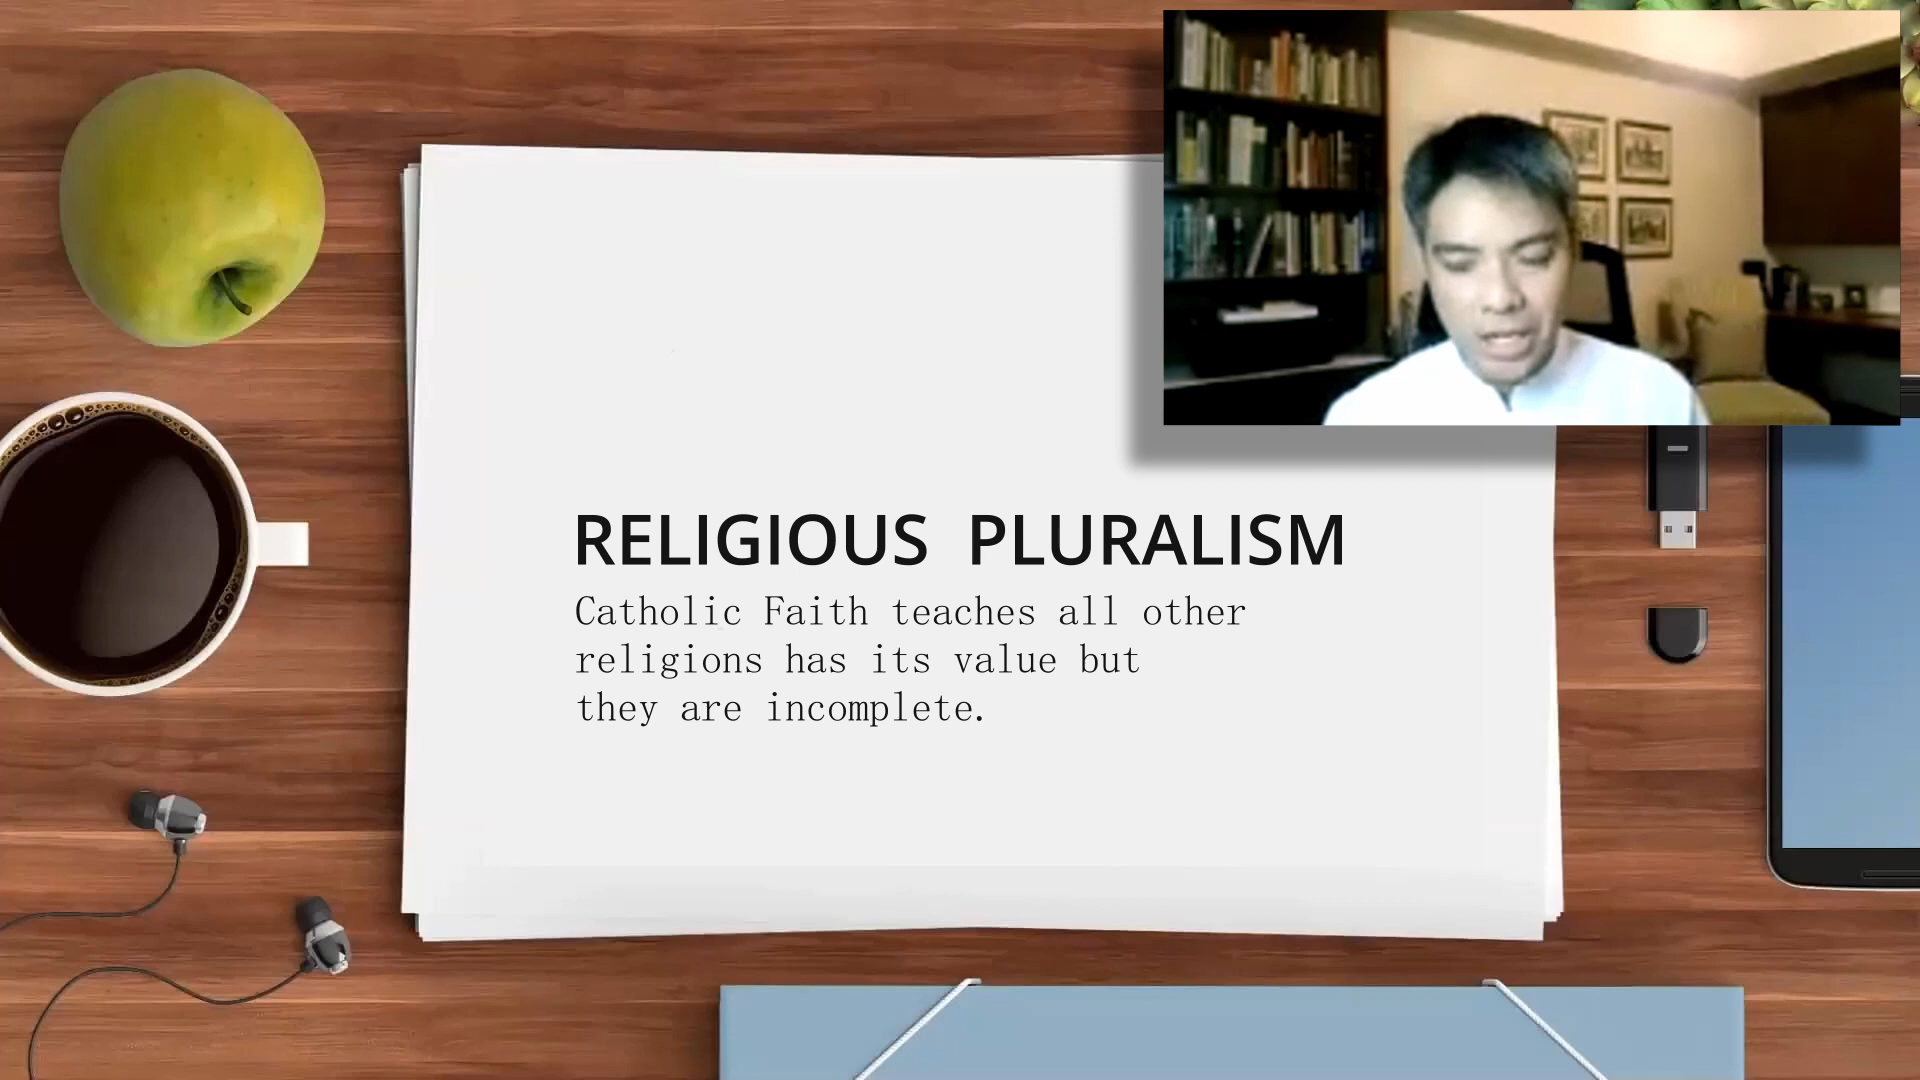 RELIGIOUS PLURALISM
Catholic Faith teaches all other
religions has its value but
they are incomplete.